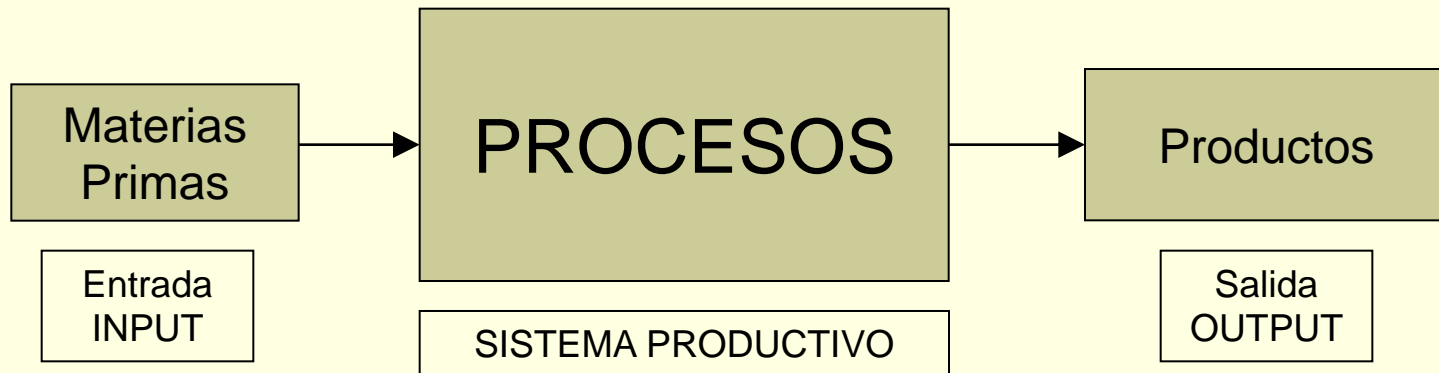 Materias
Primas
PROCESOS
Productos
Entrada
INPUT
SISTEMA PRODUCTIVO
Salida
OUTPUT